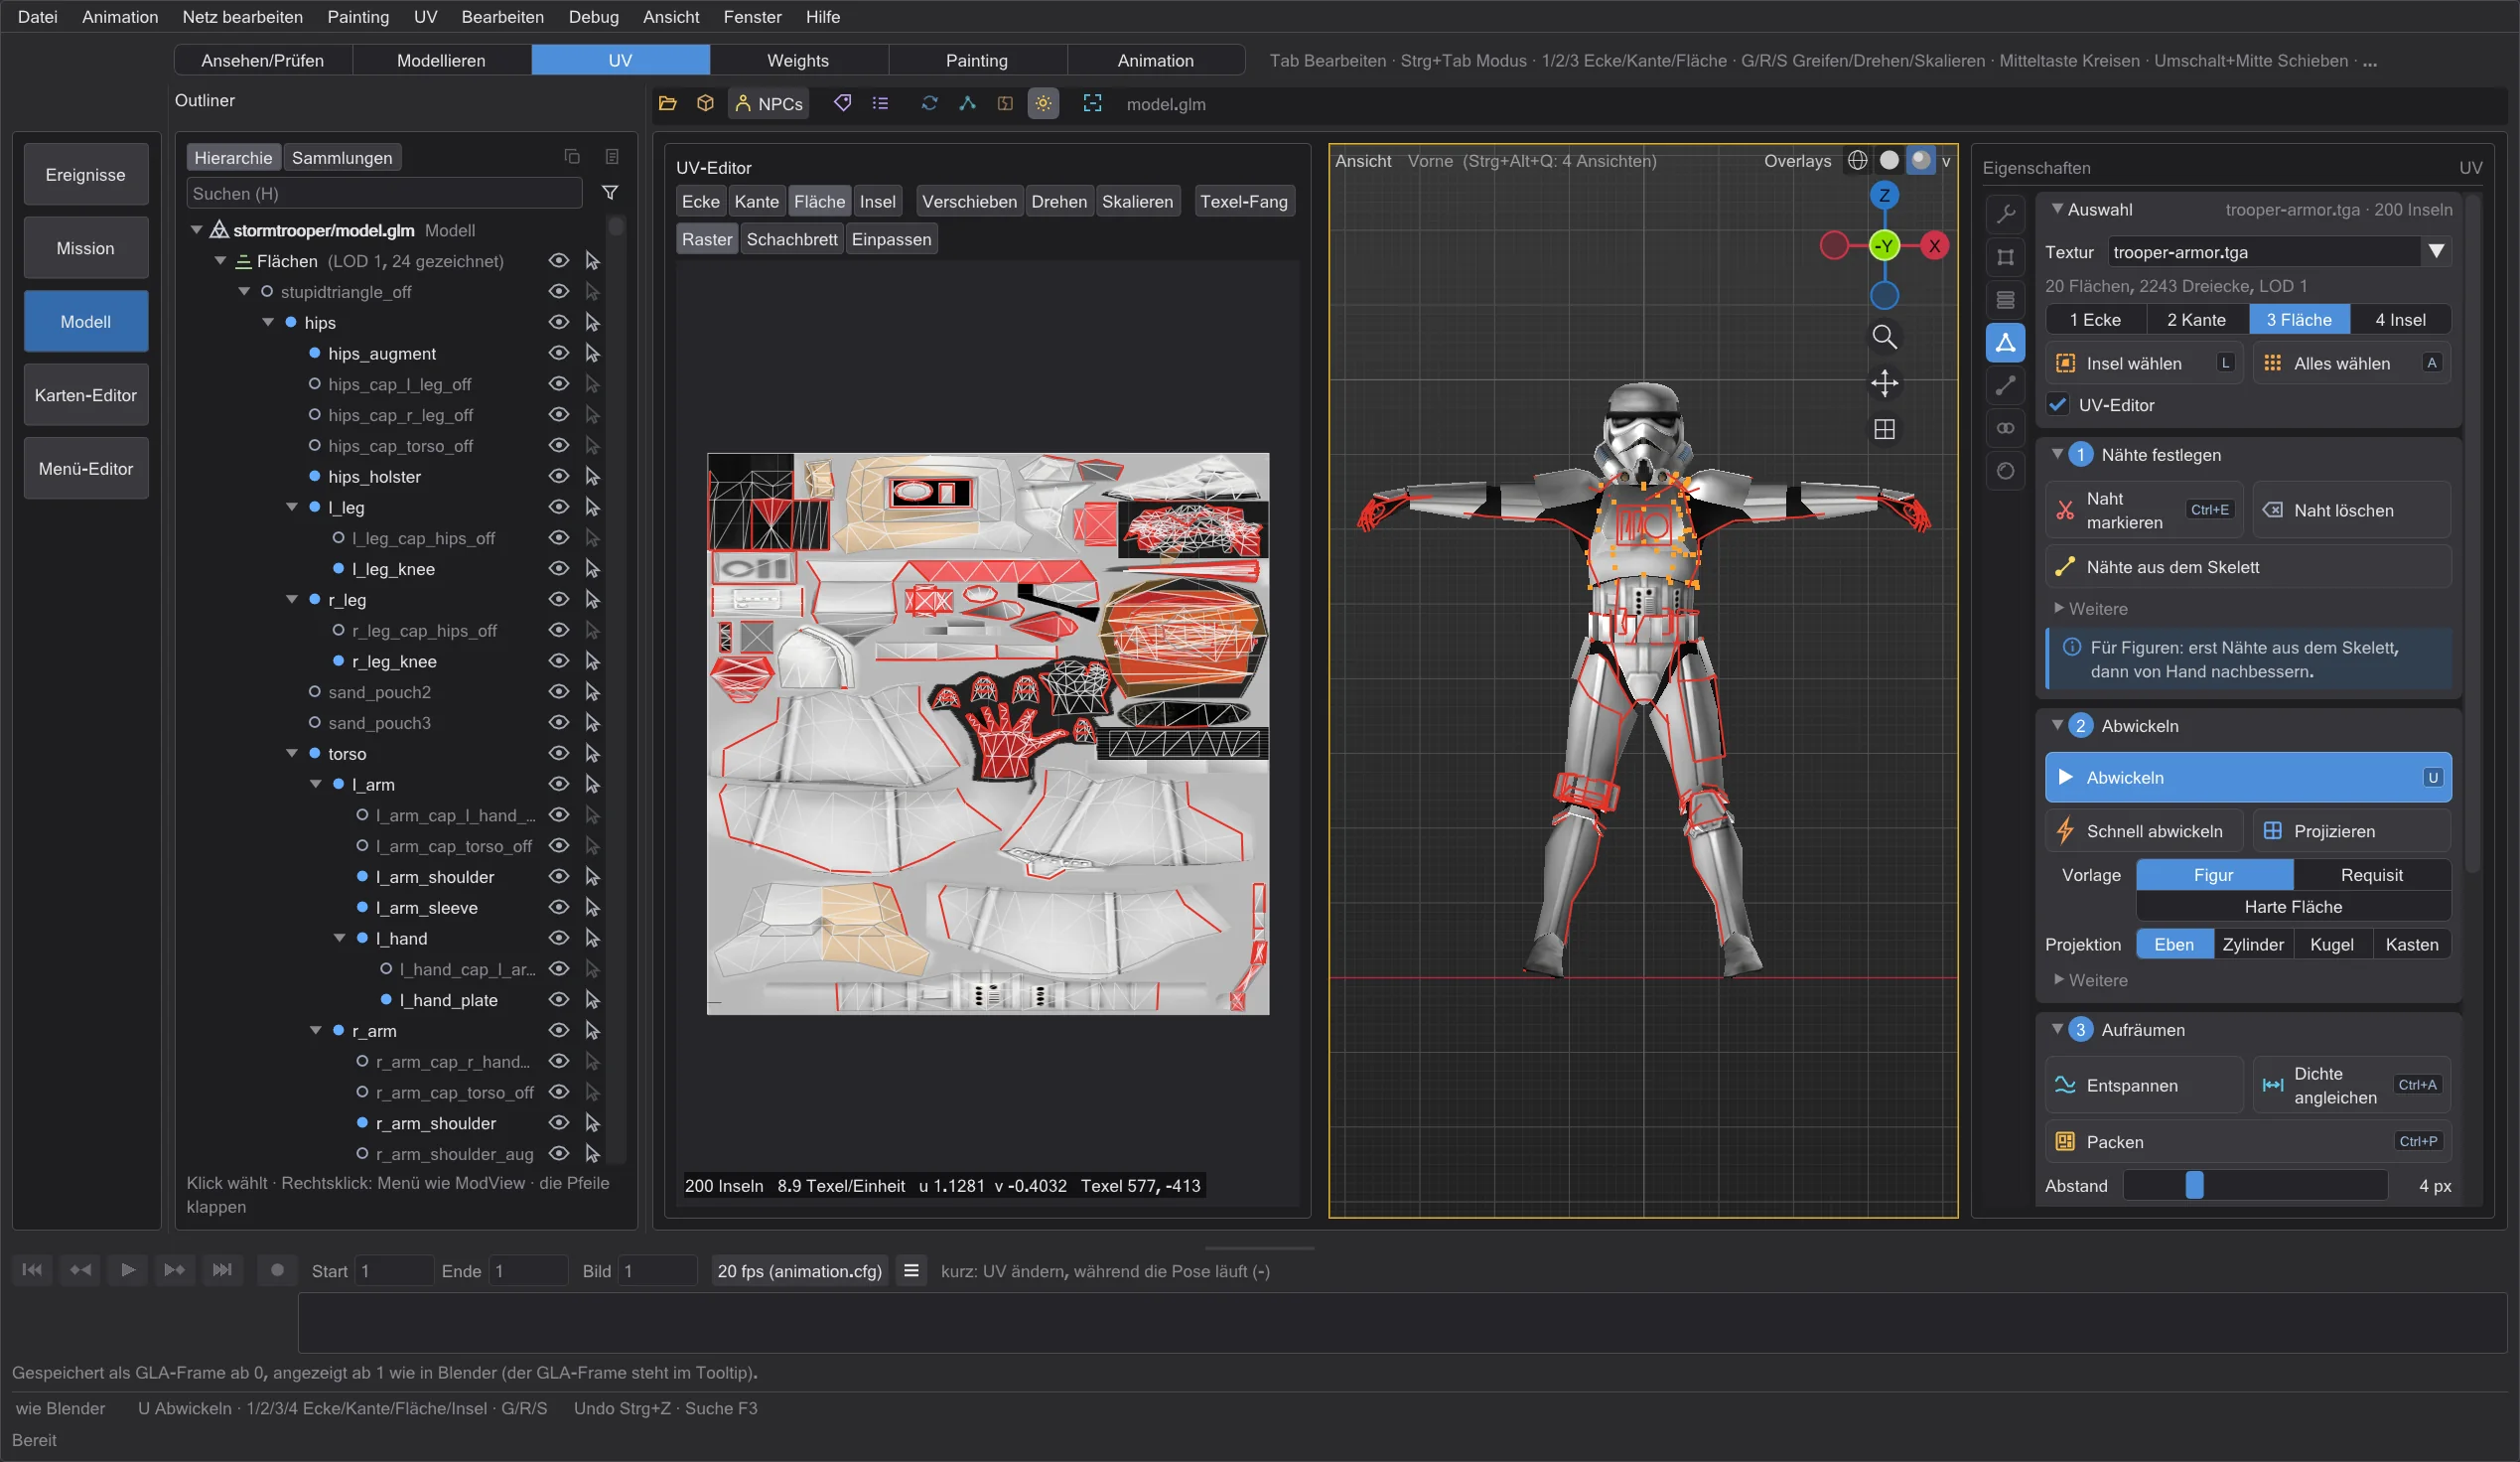 Datei Animation Netz bearbeiten Painting UV Bearbeiten Debug Ansicht Fenster Hilfe
Ansehen/Prüfen Modellieren UV Weights Painting Animation Tab Bearbeiten · Strg+Tab Modus · 1/2/3 Ecke/Kante/Fläche · G/R/S Greifen/Drehen/Skalieren · Mitteltaste Kreisen · Umschalt+Mitte Schieben · ...
Ereignisse
Mission
Modell
Karten-Editor
Menü-Editor
Outliner
Hierarchie Sammlungen
Suchen (H)
stormtrooper/model.glm Modell
Flächen (LOD 1, 24 gezeichnet)
stupidtriangle_off
hips
hips_augment
hips_cap_l_leg_off
hips_cap_r_leg_off
hips_cap_torso_off
hips_holster
l_leg
l_leg_cap_hips_off
l_leg_knee
r_leg
r_leg_cap_hips_off
r_leg_knee
sand_pouch2
sand_pouch3
torso
l_arm
l_arm_cap_l_hand_...
l_arm_cap_torso_off
l_arm_shoulder
l_arm_sleeve
l_hand
l_hand_cap_l_ar...
l_hand_plate
r_arm
r_arm_cap_r_hand...
r_arm_cap_torso_off
r_arm_shoulder
r_arm_shoulder_aug
Klick wählt · Rechtsklick: Menü wie ModView · die Pfeile
klappen
NPCs model.glm
UV-Editor
Ecke Kante Fläche Insel Verschieben Drehen Skalieren Texel-Fang
Raster Schachbrett Einpassen
200 Inseln 8.9 Texel/Einheit u 1.1281 v -0.4032 Texel 577, -413
Ansicht Vorne (Strg+Alt+Q: 4 Ansichten) Overlays v
Z
-Y X
Eigenschaften UV
Auswahl trooper-armor.tga · 200 Inseln
Textur trooper-armor.tga
20 Flächen, 2243 Dreiecke, LOD 1
1 Ecke 2 Kante 3 Fläche 4 Insel
Insel wählen L Alles wählen A
UV-Editor
1 Nähte festlegen
Naht
markieren Ctrl+E Naht löschen
Nähte aus dem Skelett
Weitere
Für Figuren: erst Nähte aus dem Skelett,
dann von Hand nachbessern.
2 Abwickeln
Abwickeln U
Schnell abwickeln Projizieren
Vorlage Figur Requisit
Harte Fläche
Projektion Eben Zylinder Kugel Kasten
Weitere
3 Aufräumen
Entspannen Dichte
angleichen Ctrl+A
Packen Ctrl+P
Abstand 4 px
Start 1 Ende 1 Bild 1 20 fps (animation.cfg) kurz: UV ändern, während die Pose läuft (-)
Gespeichert als GLA-Frame ab 0, angezeigt ab 1 wie in Blender (der GLA-Frame steht im Tooltip).
wie Blender U Abwickeln · 1/2/3/4 Ecke/Kante/Fläche/Insel · G/R/S Undo Strg+Z · Suche F3
Bereit